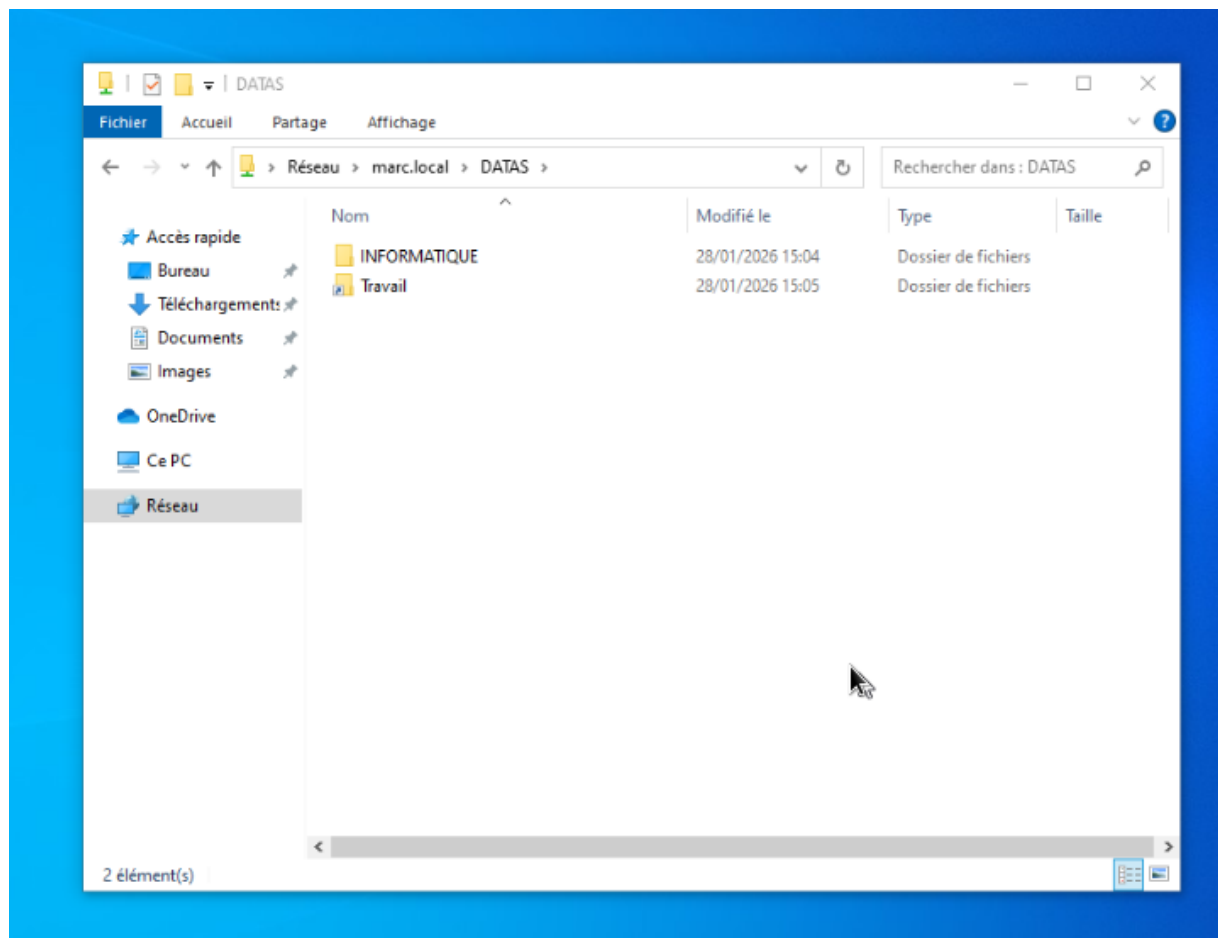 DATAS
Fichier Accueil Partage Affichage
Réseau > marc.local > DATAS > Rechercher dans : DATAS
Nom Modifié le Type Taille
Accès rapide
Bureau
Téléchargements
Documents
Images
OneDrive
Ce PC
Réseau
INFORMATIQUE 28/01/2026 15:04 Dossier de fichiers
Travail 28/01/2026 15:05 Dossier de fichiers
2 élément(s)